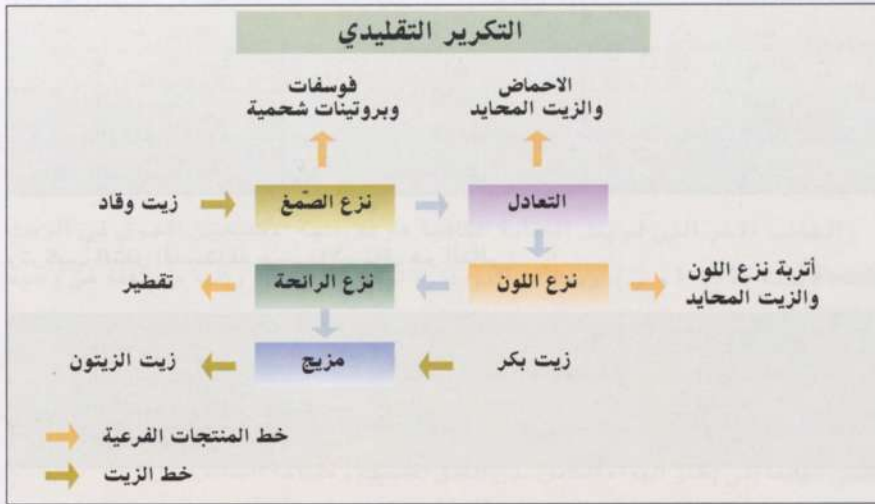 التكرير التقليدي
فوسفات
وبروتينات شحمية
الاحماض
والزيت المحايد
زيت وقاد
نزع الصّمغ
التعادل
أتربة نزع اللون
والزيت المحايد
نزع اللون
نزع الرائحة
تقطير
زيت بكر
مزيج
زيت الزيتون
خط المنتجات الفرعية
خط الزيت